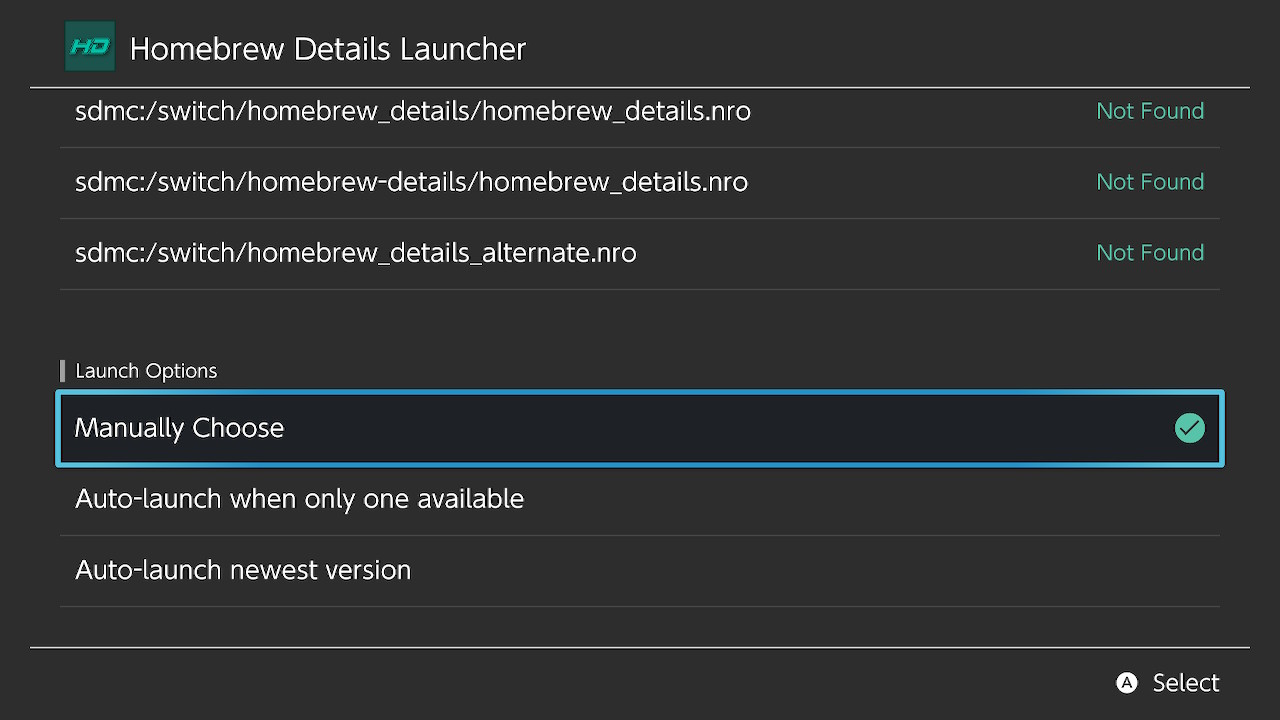 HD Homebrew Details Launcher
sdmc:/switch/homebrew_details/homebrew_details.nro Not Found
sdmc:/switch/homebrew-details/homebrew_details.nro Not Found
sdmc:/switch/homebrew_details_alternate.nro Not Found
Launch Options
Manually Choose
Auto-launch when only one available
Auto-launch newest version
A Select